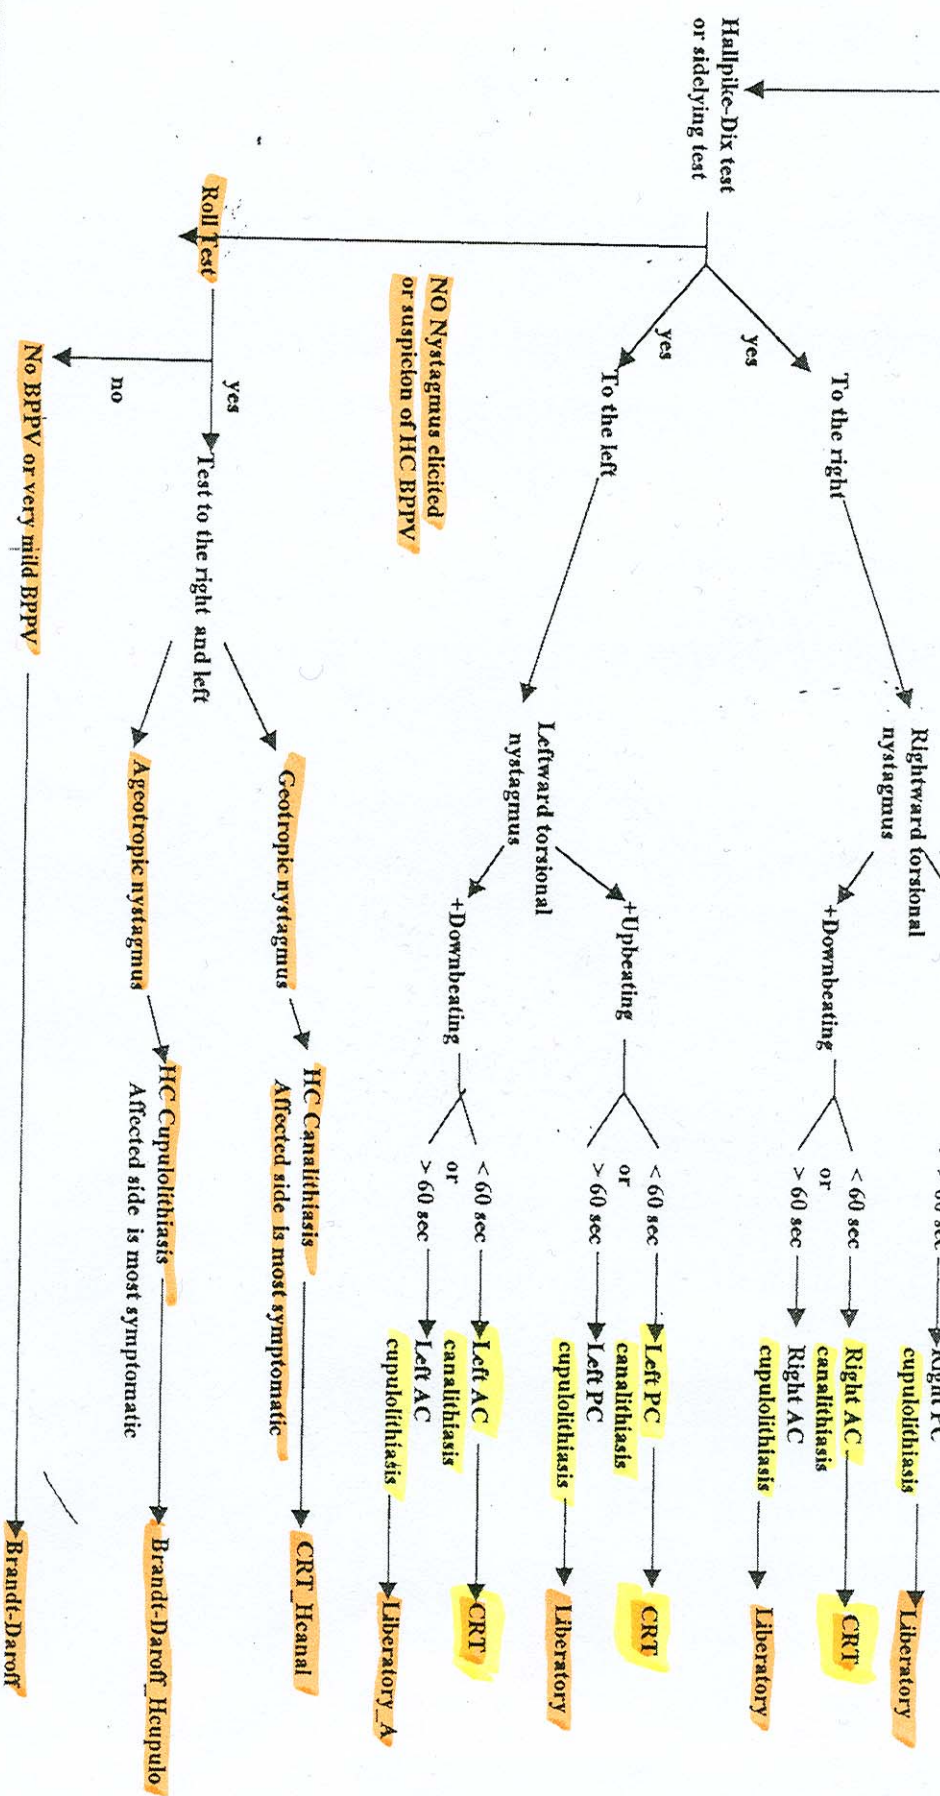 Hallpike-Dix test
or sidelying test
yes
To the right
Rightward torsional
nystagmus
cupulolithiasis
Liberatory
+Downbeating
< 60 sec
or
> 60 sec
Right AC
canalithiasis
CRT
Right AC
cupulolithiasis
Liberatory
yes
To the left
Leftward torsional
nystagmus
+Upbeating
< 60 sec
or
> 60 sec
Left PC
canalithiasis
CRT
Left PC
cupulolithiasis
Liberatory
+Downbeating
< 60 sec
or
> 60 sec
Left AC
canalithiasis
CRT
Left AC
cupulolithiasis
Liberatory_A
NO Nystagmus elicited
or suspicion of HC BPPV
Roll Test
yes
Test to the right and left
Geotropic nystagmus
HC Canalithiasis
Affected side is most symptomatic
CRT_Hcanal
Ageotropic nystagmus
HC Cupulolithiasis
Affected side is most symptomatic
Brandt-Daroff_Hcupulo
no
No BPPV or very mild BPPV
Brandt-Daroff